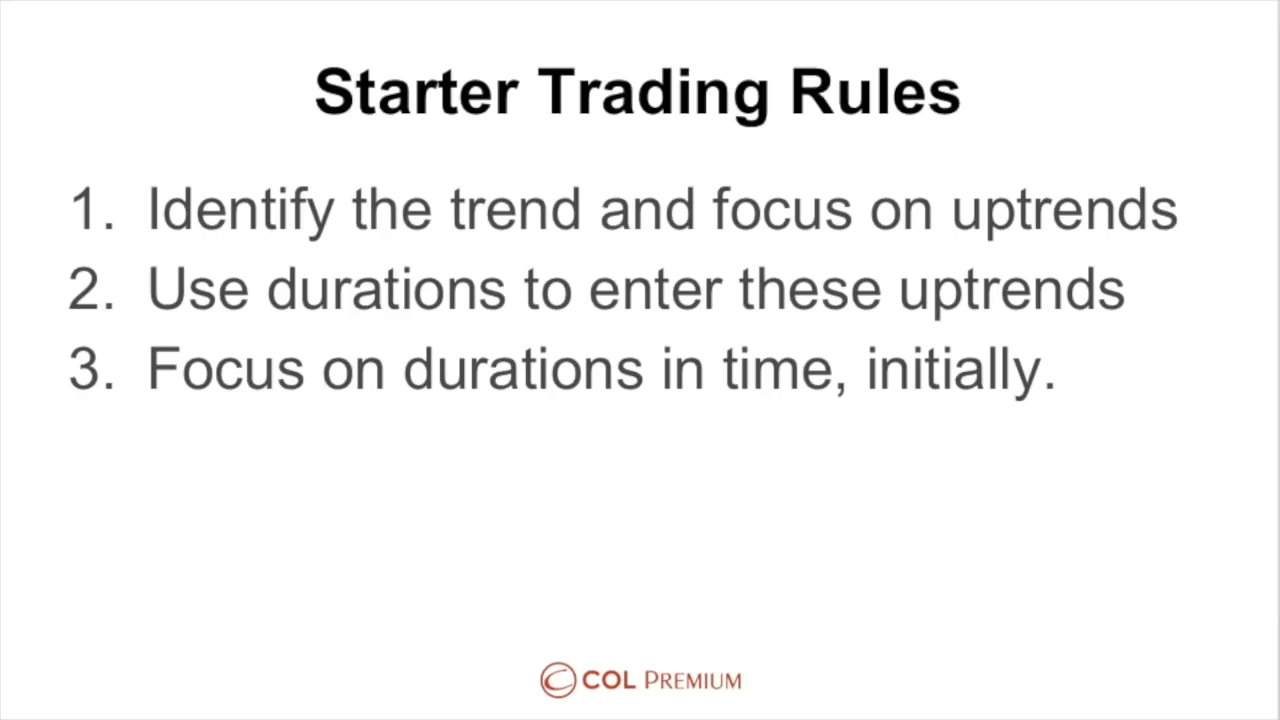 Starter Trading Rules
1. Identify the trend and focus on uptrends
2. Use durations to enter these uptrends
3. Focus on durations in time, initially.
COL PREMIUM